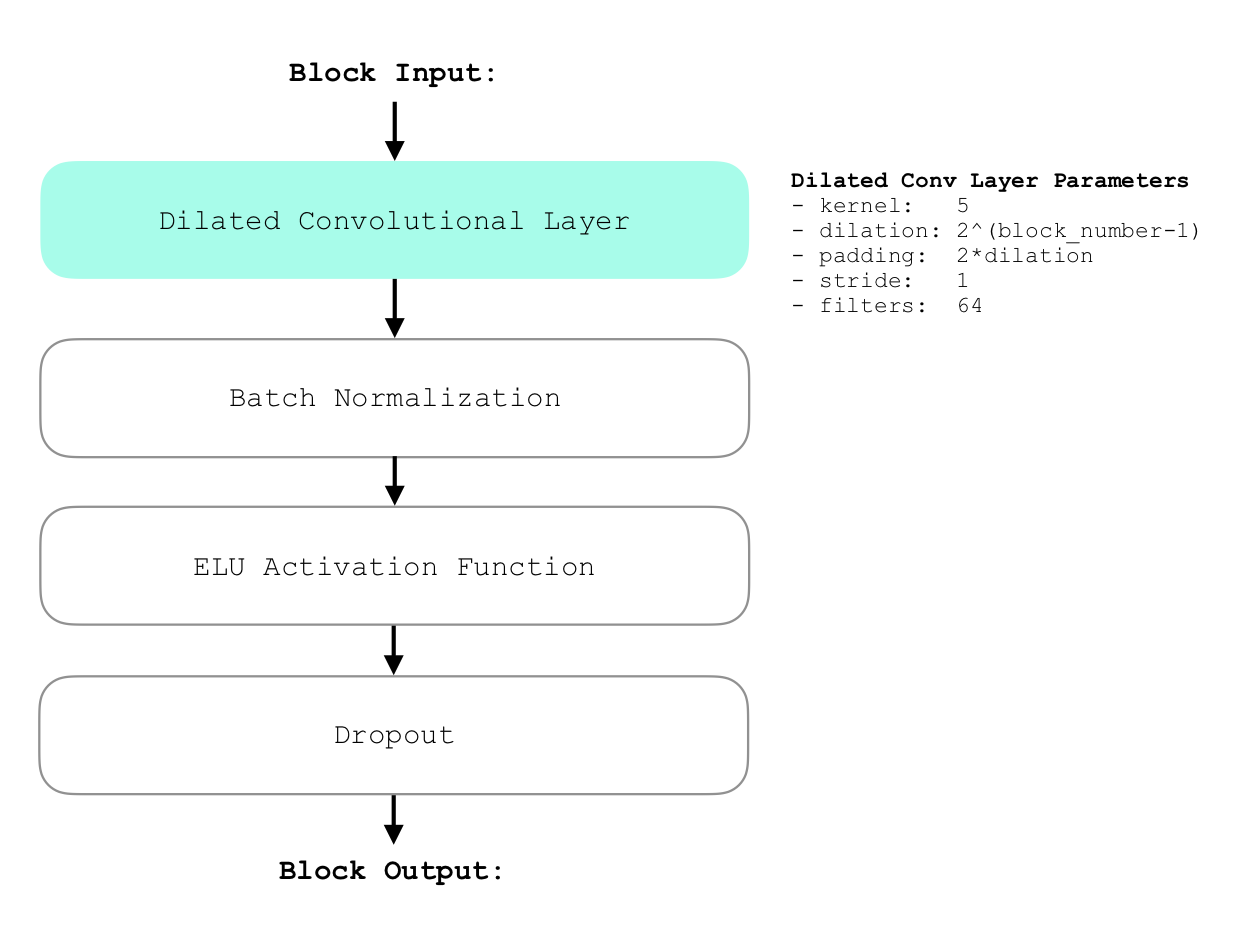 Block Input:
Dilated Convolutional Layer
Dilated Conv Layer Parameters
- kernel:   5
- dilation: 2^(block_number-1)
- padding:  2*dilation
- stride:   1
- filters:  64
Batch Normalization
ELU Activation Function
Dropout
Block Output: